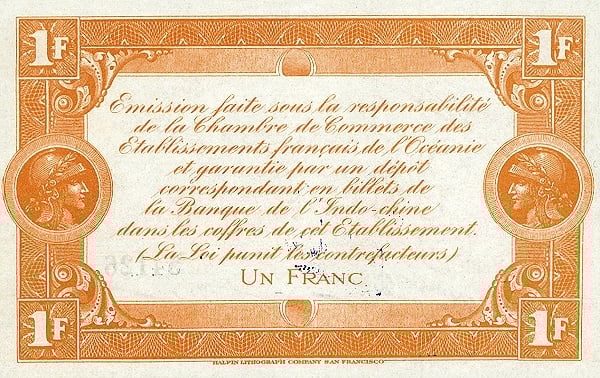 1F 1F
Emission faite sous la responsabilité
de la Chambre de Commerce des
Etablissements français de l'Océanie
et garantie par un dépôt
correspondant en billets de
la Banque de l'Indo-chine
dans les coffres de cet Etablissement.
(La Loi punit les contrefacteurs)
UN FRANC
1F 1F
HALPIN LITHOGRAPH COMPANY SAN FRANCISCO